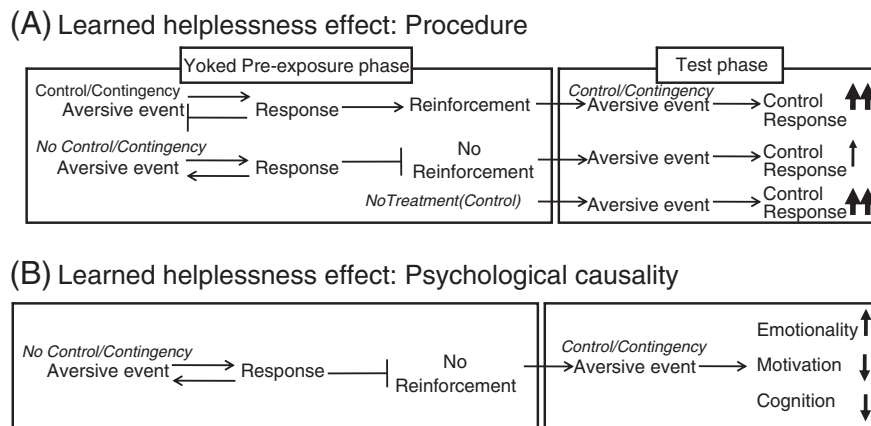 (A) Learned helplessness effect: Procedure
Yoked Pre-exposure phase
Test phase
Control/Contingency
Aversive event
Response
Reinforcement
Control/Contingency
Aversive event
Control
Response
No Control/Contingency
Aversive event
Response
No
Reinforcement
Aversive event
Control
Response
NoTreatment(Control)
Aversive event
Control
Response
(B) Learned helplessness effect: Psychological causality
No Control/Contingency
Aversive event
Response
No
Reinforcement
Control/Contingency
Aversive event
Emotionality
Motivation
Cognition